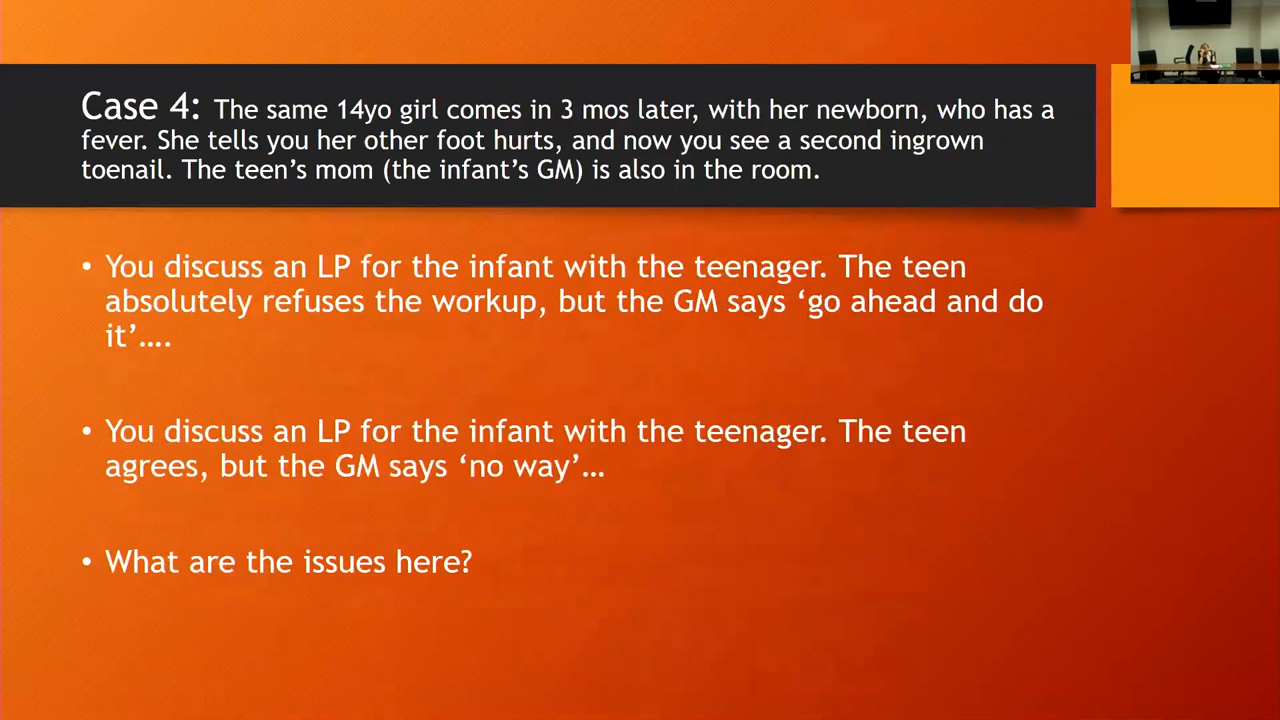 Case 4: The same 14yo girl comes in 3 mos later, with her newborn, who has a
fever. She tells you her other foot hurts, and now you see a second ingrown
toenail. The teen’s mom (the infant’s GM) is also in the room.
• You discuss an LP for the infant with the teenager. The teen
absolutely refuses the workup, but the GM says ‘go ahead and do
it’….
• You discuss an LP for the infant with the teenager. The teen
agrees, but the GM says ‘no way’…
• What are the issues here?